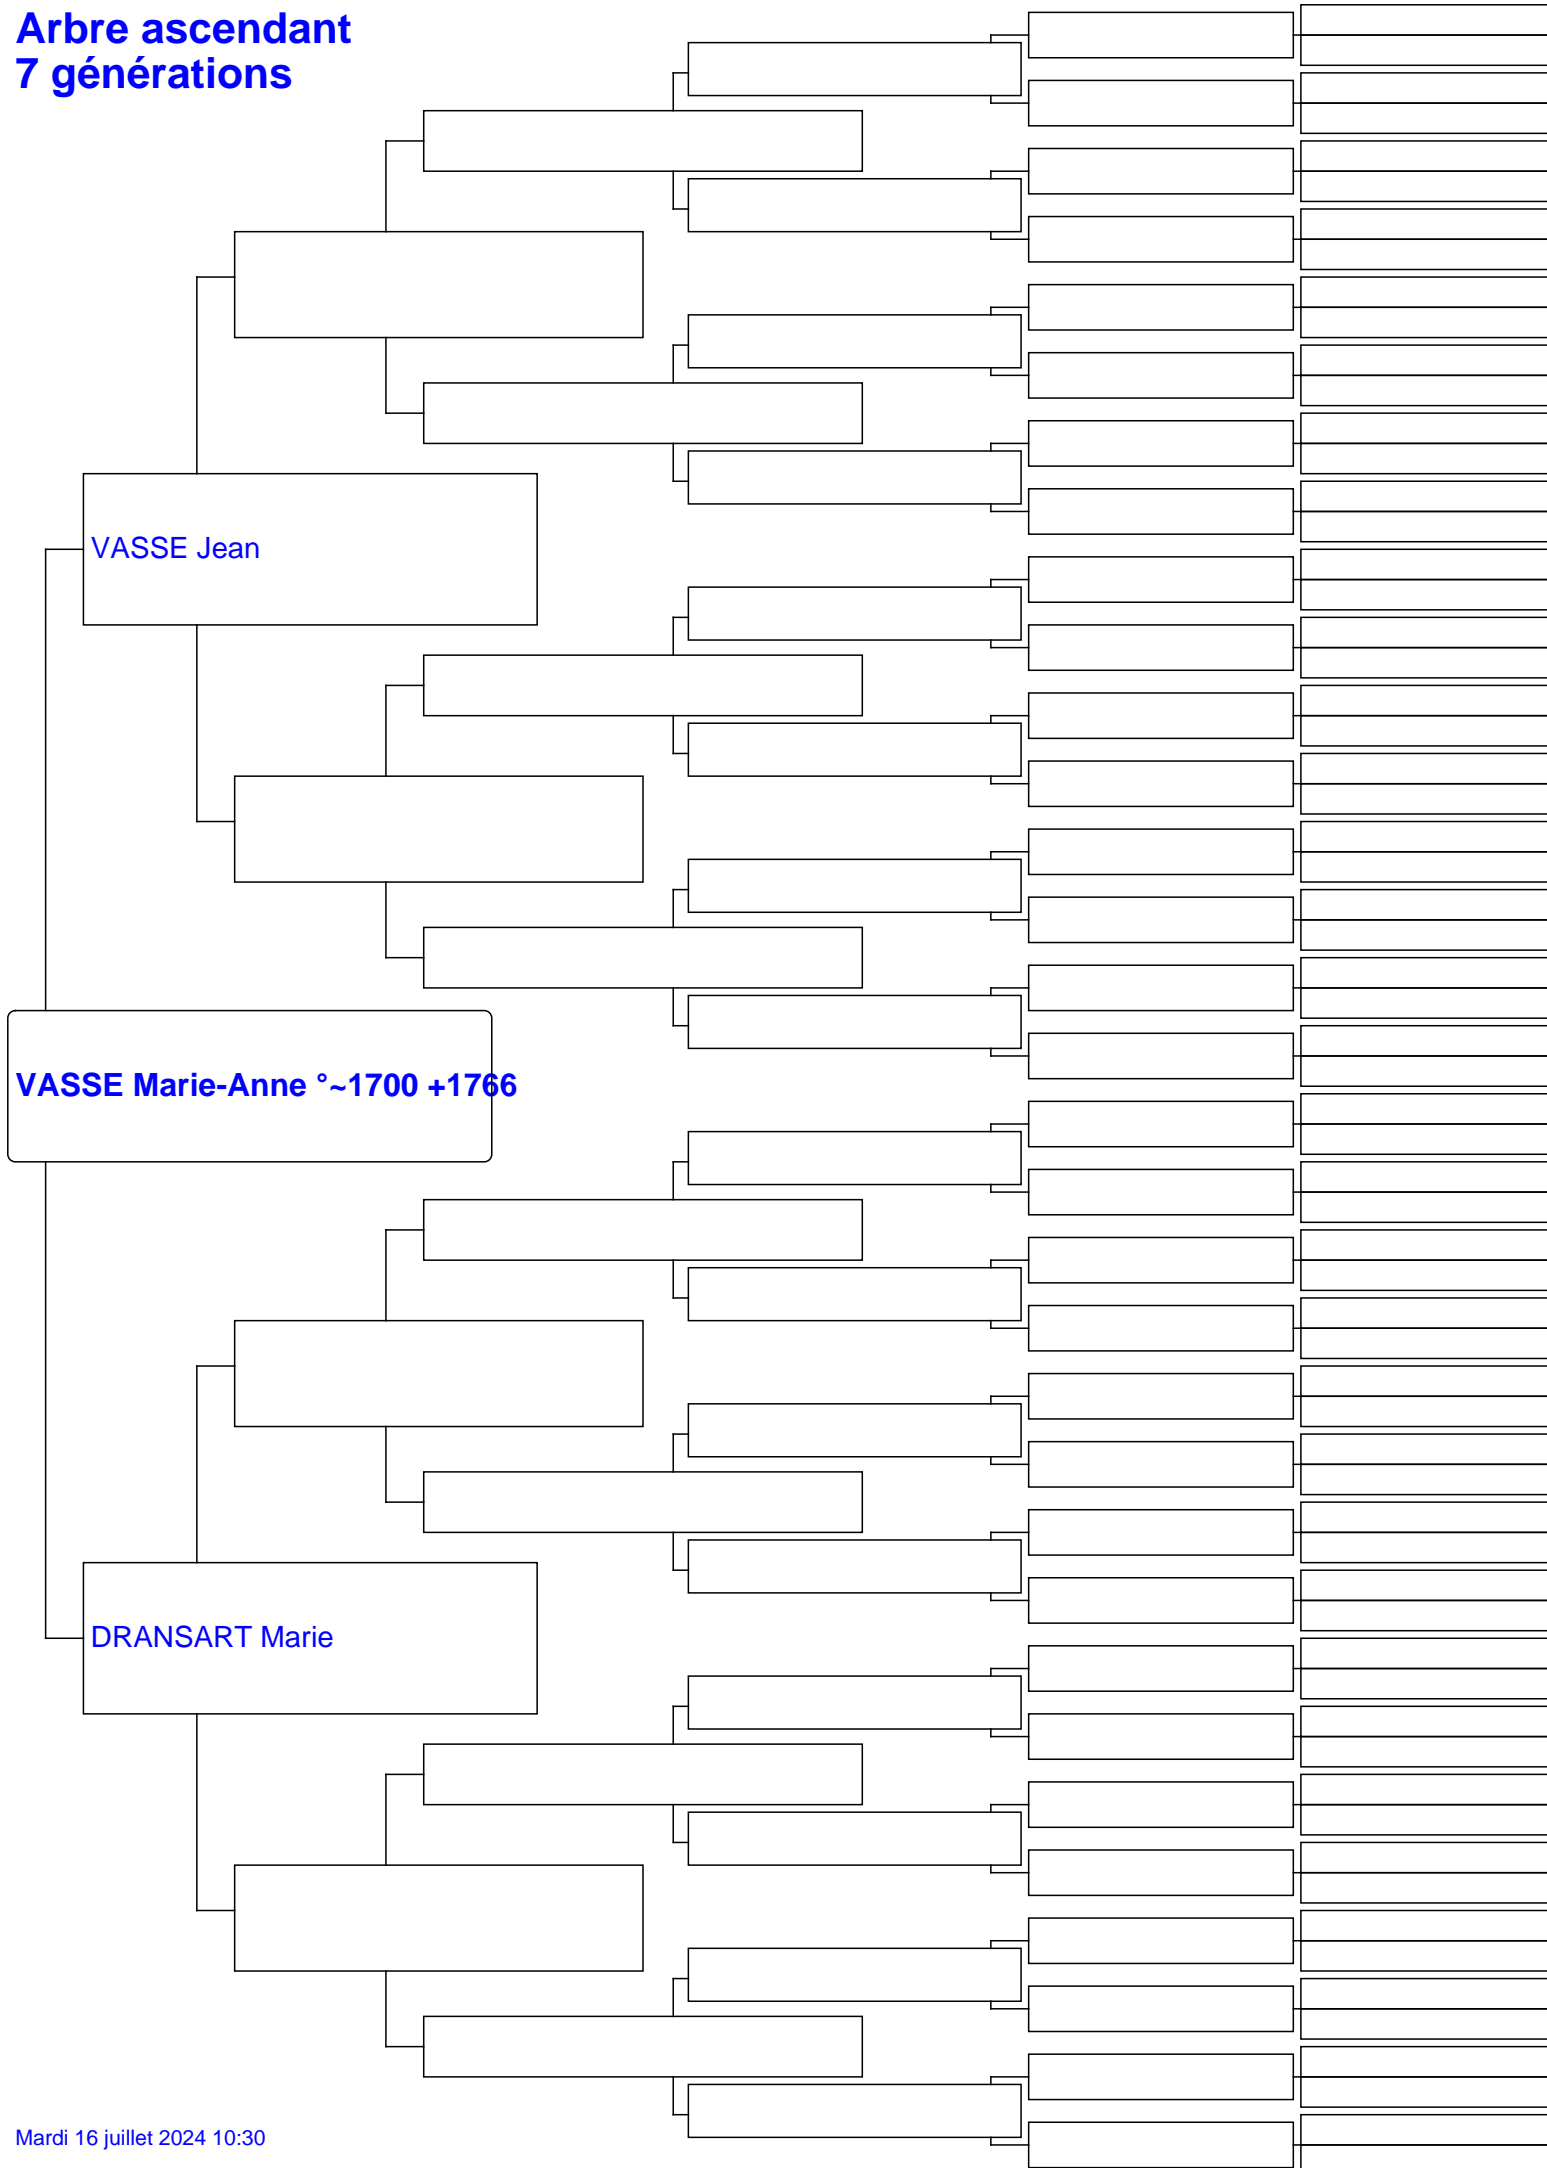 Arbre ascendant
7 générations
VASSE Jean
VASSE Marie-Anne °~1700 +1766
DRANSART Marie
Mardi 16 juillet 2024 10:30